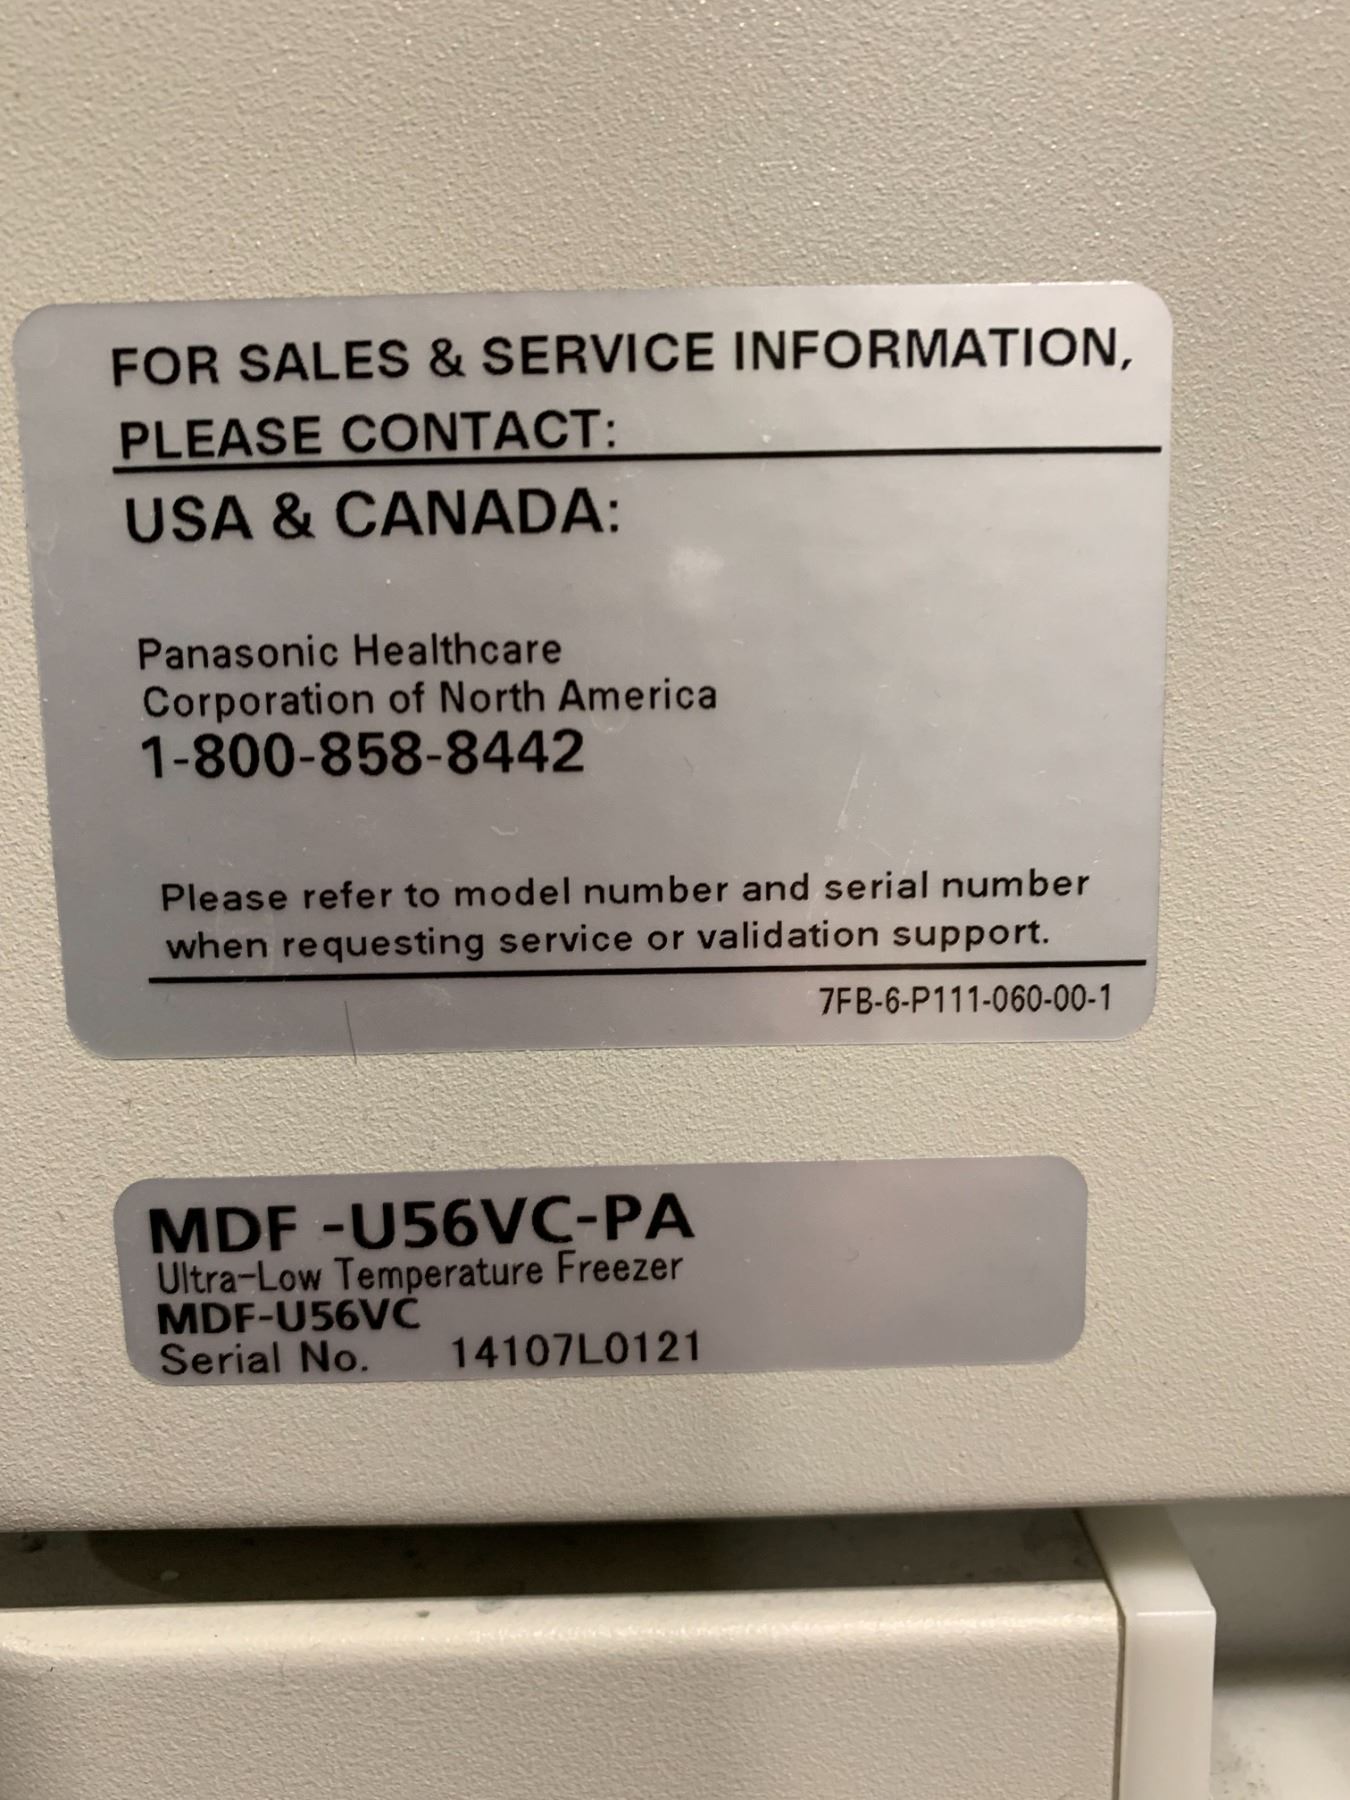 FOR SALES & SERVICE INFORMATION,
PLEASE CONTACT:
USA & CANADA:
Panasonic Healthcare
Corporation of North America
1-800-858-8442
Please refer to model number and serial number
when requesting service or validation support.
7FB-6-P111-060-00-1
MDF -U56VC-PA
Ultra-Low Temperature Freezer
MDF-U56VC
Serial No. 14107L0121